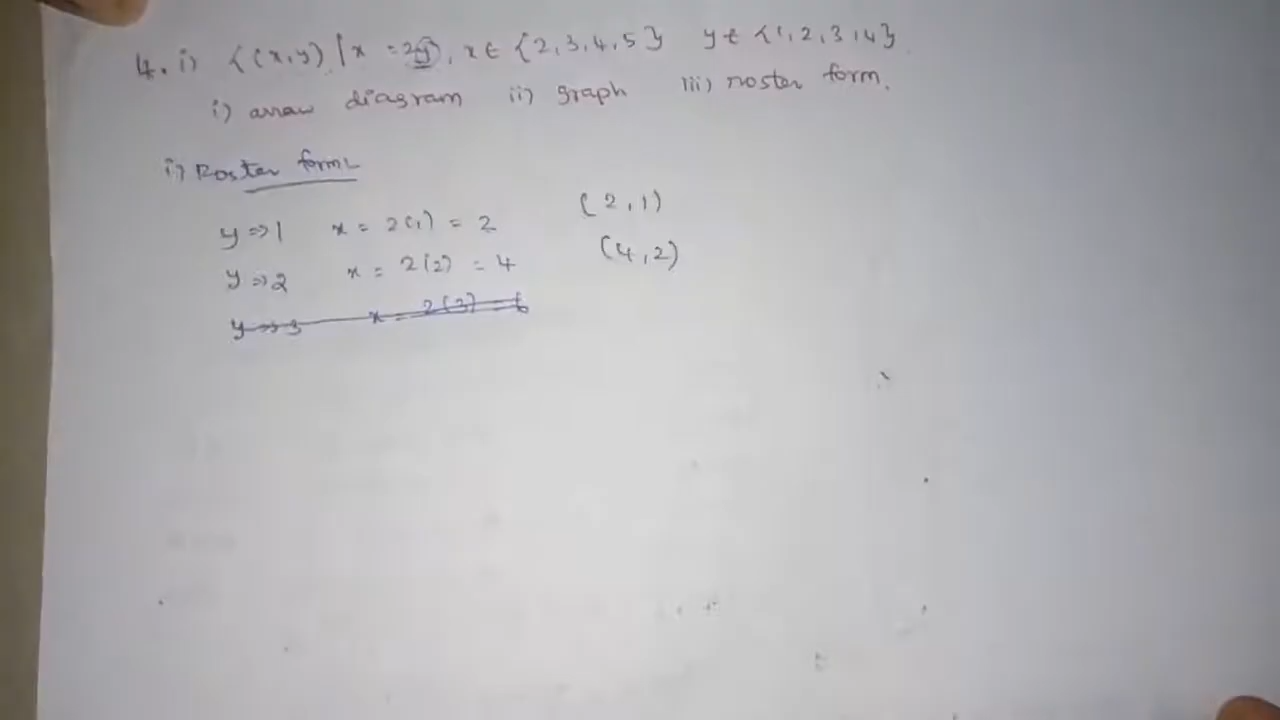 4. i) {(x,y) | x = 2y}, x ∈ {2,3,4,5} y ∈ {1,2,3,4}
i) arrow diagram ii) graph iii) roster form.
i) Roster form:
y ⇒ 1 x = 2(1) = 2 (2,1)
y ⇒ 2 x = 2(2) = 4 (4,2)
y ⇒ 3 x = 2(3) = 6